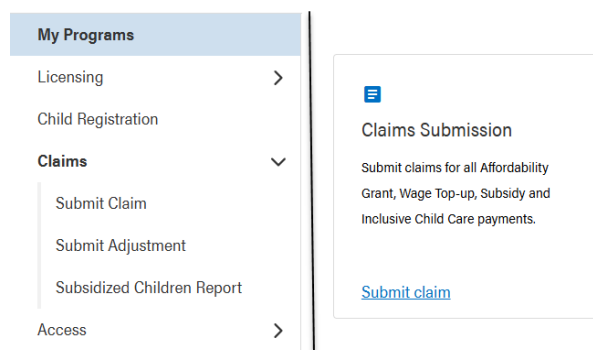 My Programs
Licensing
Child Registration
Claims
Submit Claim
Submit Adjustment
Subsidized Children Report
Access
Claims Submission
Submit claims for all Affordability
Grant, Wage Top-up, Subsidy and
Inclusive Child Care payments.
Submit claim